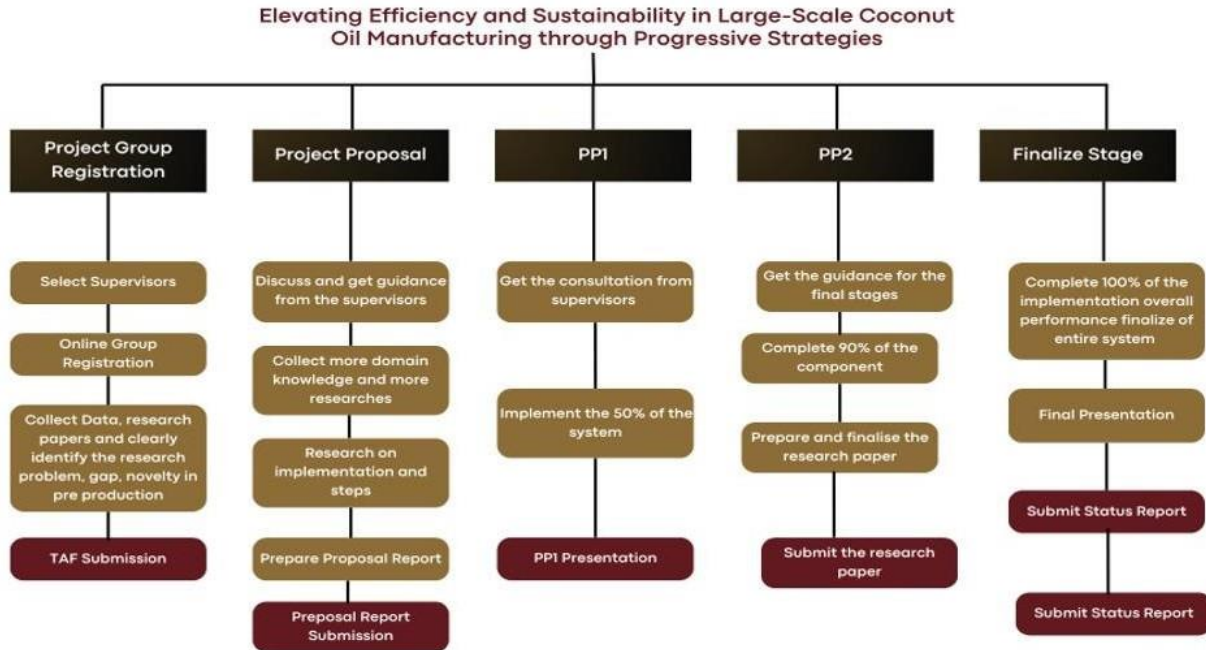 Elevating Efficiency and Sustainability in Large-Scale Coconut
Oil Manufacturing through Progressive Strategies
Project Group
Registration
Select Supervisors
Online Group
Registration
Collect Data, research
papers and clearly
identify the research
problem, gap, novelty in
pre production
TAF Submission
Project Proposal
Discuss and get guidance
from the supervisors
Collect more domain
knowledge and more
researches
Research on
implementation and
steps
Prepare Proposal Report
Preposal Report
Submission
PP1
Get the consultation from
supervisors
Implement the 50% of the
system
PP1 Presentation
PP2
Get the guidance for the
final stages
Complete 90% of the
component
Prepare and finalise the
research paper
Submit the research
paper
Finalize Stage
Complete 100% of the
implementation overall
performance finalize of
entire system
Final Presentation
Submit Status Report
Submit Status Report